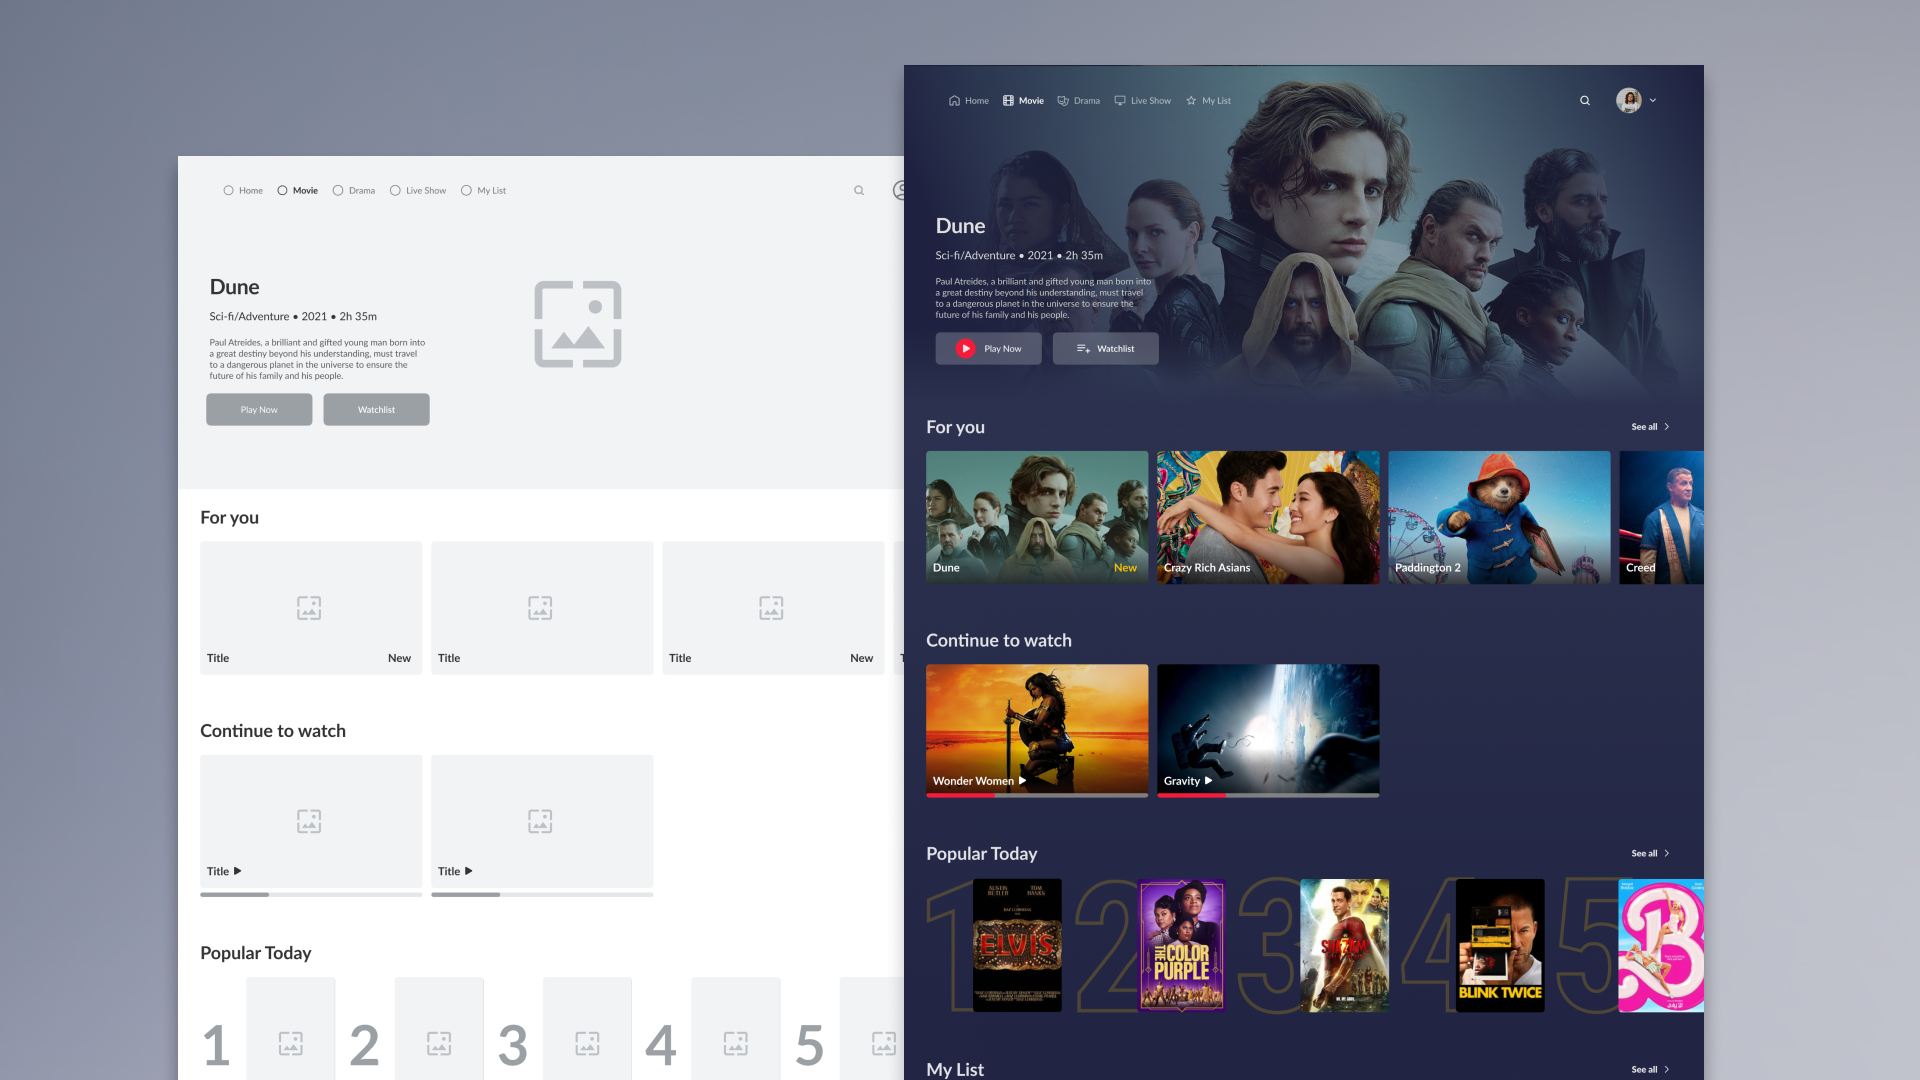 Home Movie Drama Live Show My List
Dune
Sci-fi/Adventure • 2021 • 2h 35m
Paul Atreides, a brilliant and gifted young man born into
a great destiny beyond his understanding, must travel
to a dangerous planet in the universe to ensure the
future of his family and his people.
Play Now Watchlist
For you
Title New Title Title New
Continue to watch
Title Title
Popular Today
1 2 3 4 5
Home Movie Drama Live Show My List
Dune
Sci-fi/Adventure • 2021 • 2h 35m
Paul Atreides, a brilliant and gifted young man born into
a great destiny beyond his understanding, must travel
to a dangerous planet in the universe to ensure the
future of his family and his people.
Play Now Watchlist
For you See all
Dune New Crazy Rich Asians Paddington 2 Creed
Continue to watch
Wonder Women Gravity
Popular Today See all
1 2 3 4 5
AUSTIN BUTLER TOM HANKS
ELVIS
THE COLOR PURPLE
SHAZAM!
BLINK TWICE
B
My List See all